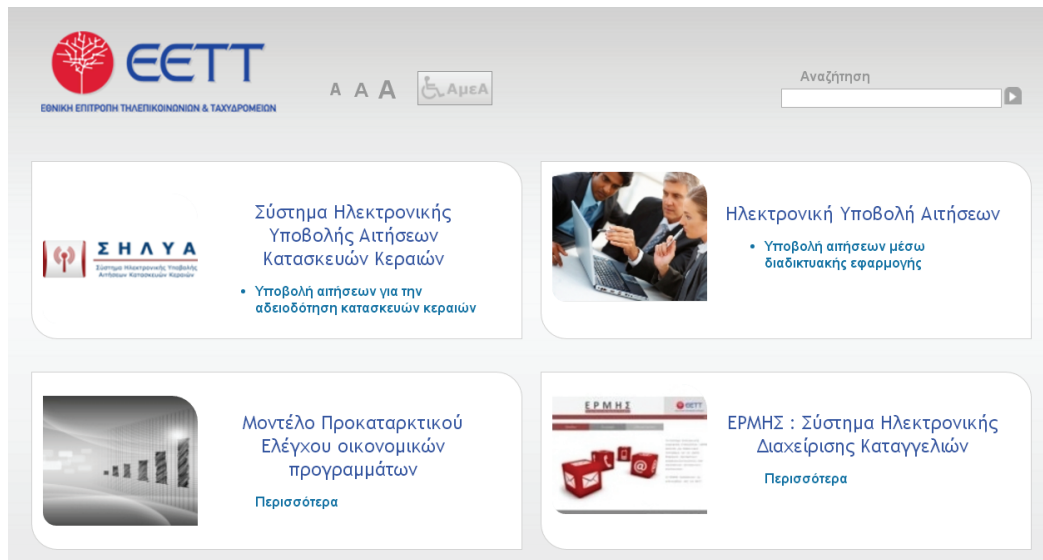 ΕΕΤΤ
ΕΘΝΙΚΗ ΕΠΙΤΡΟΠΗ ΤΗΛΕΠΙΚΟΙΝΩΝΙΩΝ & ΤΑΧΥΔΡΟΜΕΙΩΝ
A A A
ΑμεΑ
Αναζήτηση
Σ Η Λ Υ Α
Σύστημα Ηλεκτρονικής Υποβολής
Αιτήσεων Κατασκευών Κεραιών
Σύστημα Ηλεκτρονικής
Υποβολής Αιτήσεων
Κατασκευών Κεραιών
• Υποβολή αιτήσεων για την
αδειοδότηση κατασκευών κεραιών
Ηλεκτρονική Υποβολή Αιτήσεων
• Υποβολή αιτήσεων μέσω
διαδικτυακής εφαρμογής
Μοντέλο Προκαταρκτικού
Ελέγχου οικονομικών
προγραμμάτων
Περισσότερα
Ε Ρ Μ Η Σ
ΕΕΤΤ
ΕΡΜΗΣ : Σύστημα Ηλεκτρονικής
Διαχείρισης Καταγγελιών
Περισσότερα